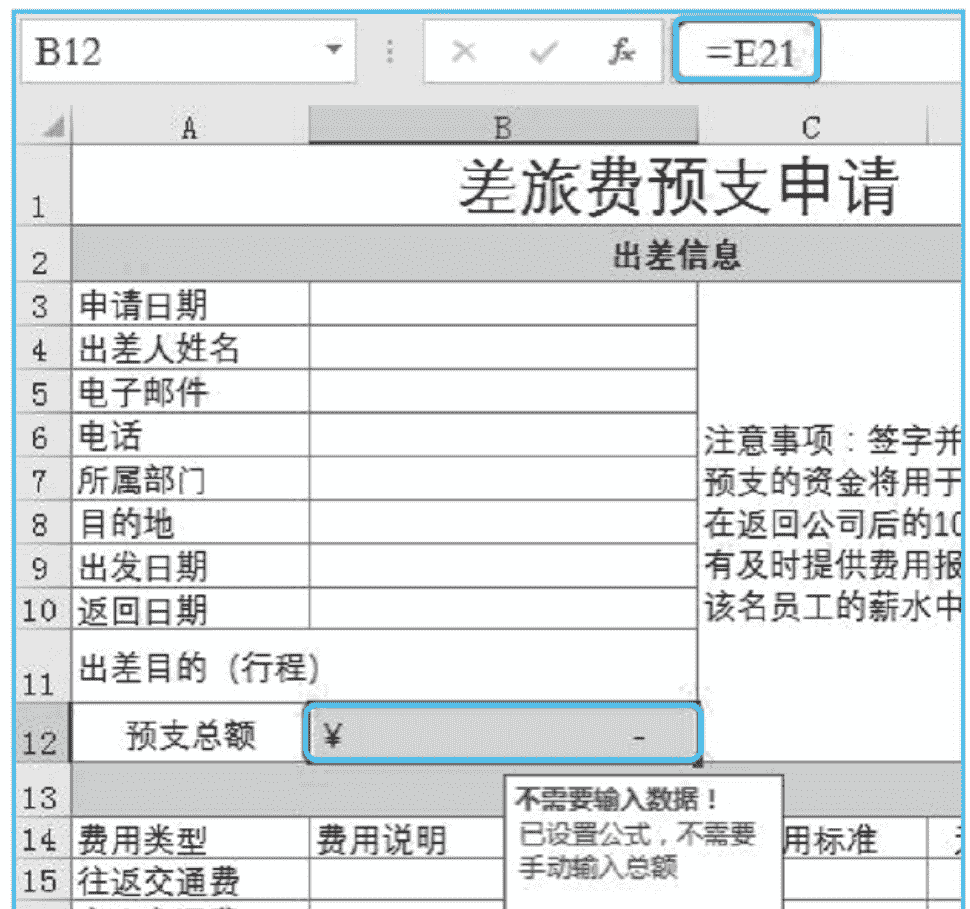 B12 =E21
A B C
1 差旅费预支申请
2 出差信息
3 申请日期
4 出差人姓名
5 电子邮件
6 电话
注意事项：签字并
7 所属部门
预支的资金将用于
8 目的地
在返回公司后的10
9 出发日期
有及时提供费用报
10 返回日期
该名员工的薪水中
11 出差目的（行程）
12 预支总额 ¥ -
13
不需要输入数据！
已设置公式，不需要
手动输入总额
14 费用类型 费用说明 用标准
15 往返交通费